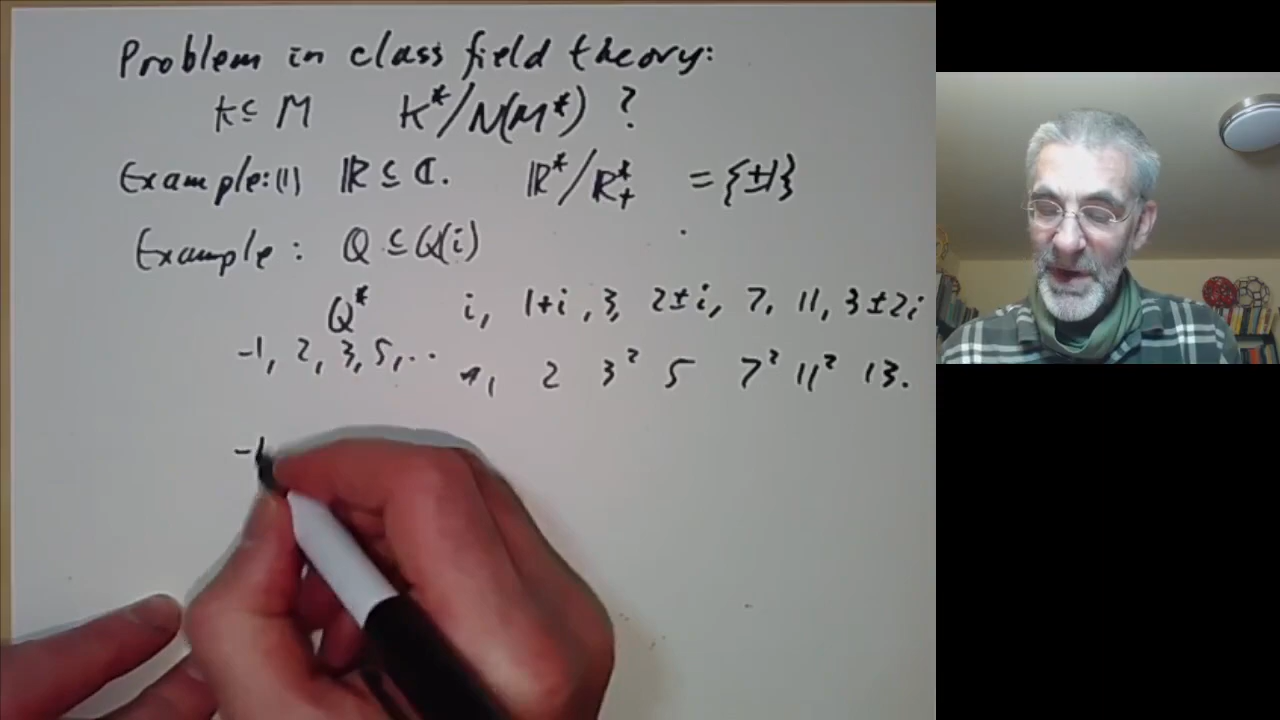 Problem in class field theory:
K ⊆ M K*/N(M*) ?
Example:(1) ℝ ⊆ ℂ. ℝ*/ℝ₊* = {±1}
Example: ℚ ⊆ ℚ(i)
ℚ* i, 1+i, 3, 2±i, 7, 11, 3±2i
-1, 2, 3, 5, ..
1 2 3² 5 7² 11² 13.
-1